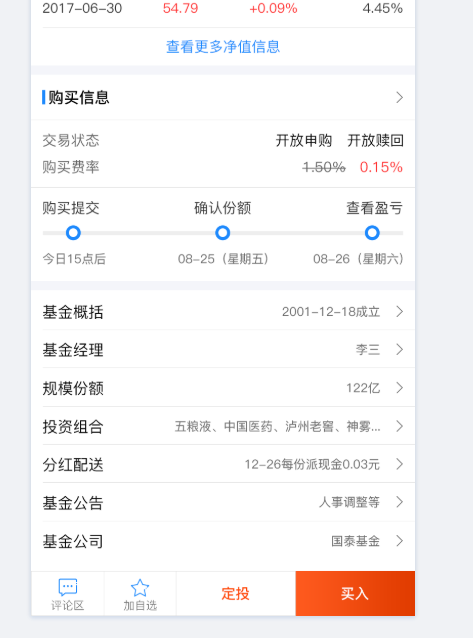 2017-06-30 54.79 +0.09% 4.45%
查看更多净值信息
购买信息
交易状态 开放申购 开放赎回
购买费率 1.50% 0.15%
购买提交 确认份额 查看盈亏
今日15点后 08-25（星期五） 08-26（星期六）
基金概括 2001-12-18成立
基金经理 李三
规模份额 122亿
投资组合 五粮液、中国医药、泸州老窖、神雾...
分红配送 12-26每份派现金0.03元
基金公告 人事调整等
基金公司 国泰基金
评论区 加自选 定投 买入